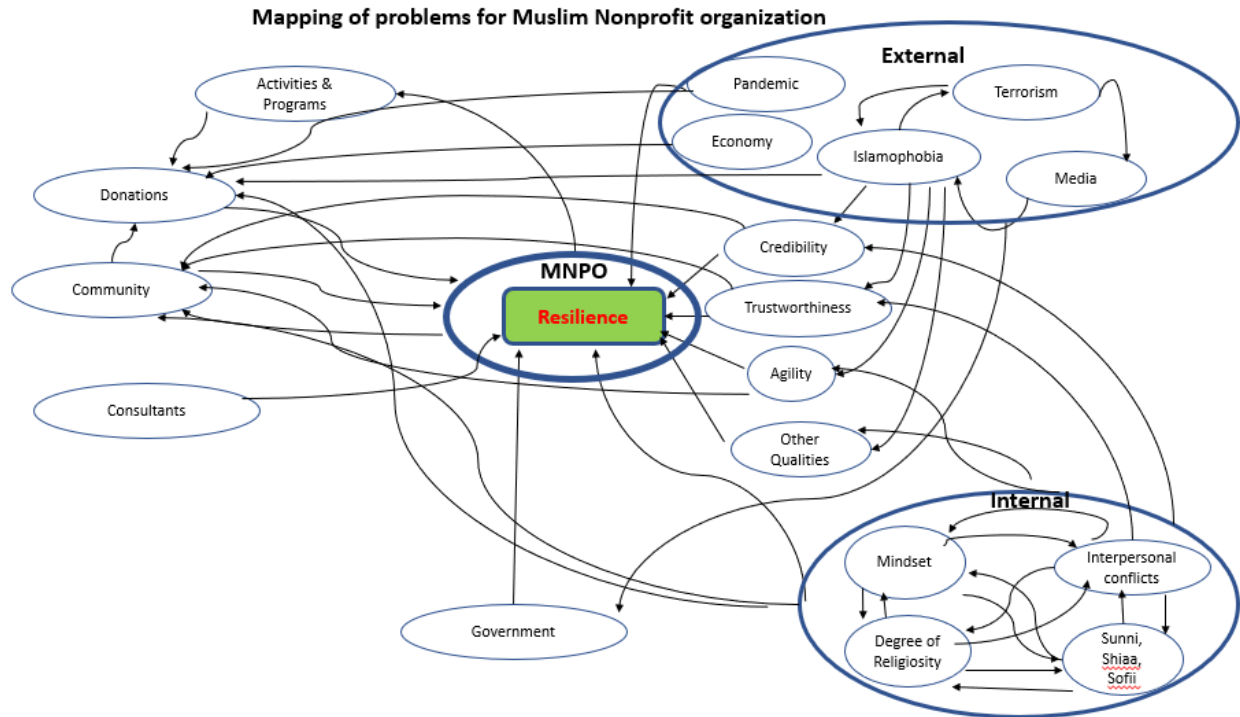 Mapping of problems for Muslim Nonprofit organization
External
Activities &
Programs
Pandemic
Terrorism
Economy
Islamophobia
Media
Donations
Credibility
MNPO
Community
Resilience
Trustworthiness
Agility
Consultants
Other
Qualities
Internal
Mindset
Interpersonal
conflicts
Government
Degree of
Religiosity
Sunni,
Shiaa,
Sofii